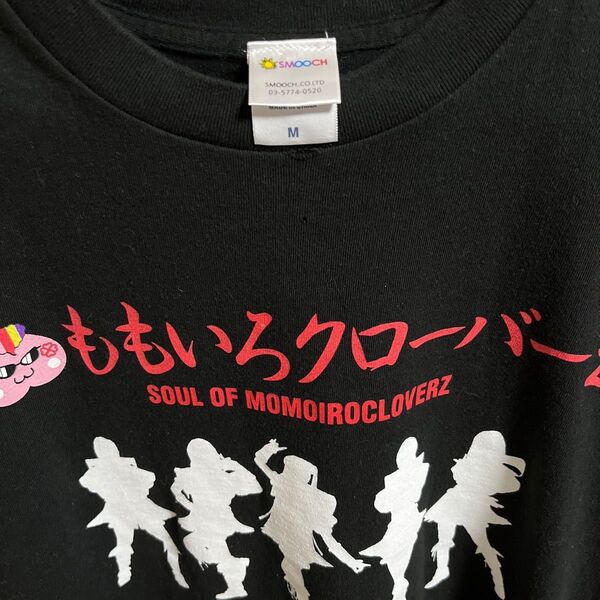 SMOOCH
SMOOCH.,CO.LTD
03-5774-0520
M
ももいろクローバー
SOUL OF MOMOIROCLOVERZ